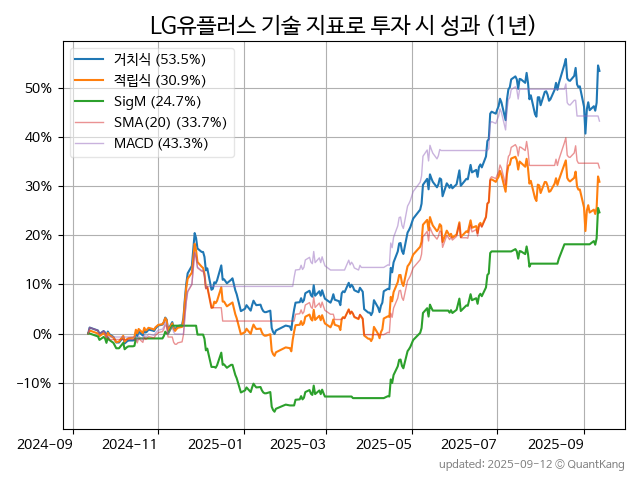 LG유플러스 기술 지표로 투자 시 성과 (1년)
거치식 (53.5%)
적립식 (30.9%)
SigM (24.7%)
SMA(20) (33.7%)
MACD (43.3%)
50%
40%
30%
20%
10%
0%
−10%
2024-09 2024-11 2025-01 2025-03 2025-05 2025-07 2025-09
updated: 2025-09-12 © QuantKang